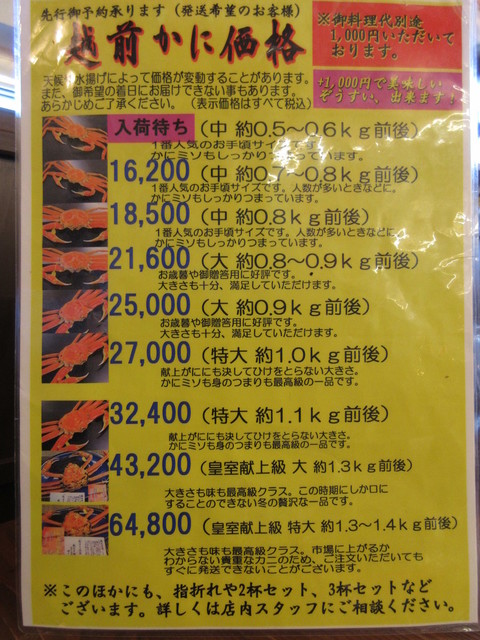 先行御予約承ります(発送希望のお客様)
越前かに価格
※御料理代別途
1,000円いただいて
おります。
天候や水揚げによって価格が変動することがあります。
また、御希望の着日にお届けできない事もあります。
あらかじめご了承ください。(表示価格はすべて税込)
+1,000円で美味しい
ぞうすい、出来ます!
入荷待ち(中 約0.5~0.6kg前後)
1番人気のお手頃サイズです。
かにミソもしっかりつまっています。
16,200(中 約0.7~0.8kg前後)
1番人気のお手頃サイズです。人数が多いときなどに。
かにミソもしっかりつまっています。
18,500(中 約0.8kg前後)
1番人気のお手頃サイズです。人数が多いときなどに。
かにミソもしっかりつまっています。
21,600(大 約0.8~0.9kg前後)
お歳暮や御贈答用に好評です。
大きさも十分、満足していただけます。
25,000(大 約0.9kg前後)
お歳暮や御贈答用に好評です。
大きさも十分、満足していただけます。
27,000(特大 約1.0kg前後)
献上がににも決してひけをとらない大きさ。
かにミソも身のつまりも最高級の一品です。
32,400(特大 約1.1kg前後)
献上がににも決してひけをとらない大きさ。
かにミソも身のつまりも最高級の一品です。
43,200(皇室献上級 大 約1.3kg前後)
大きさも味も最高級クラス。この時期にしか口に
することのできない冬の贅沢な一品です。
64,800(皇室献上級 特大 約1.3~1.4kg前後)
大きさも味も最高級クラス。市場に上がるか
わからない貴重なカニのため、ご注文いただいても
すぐに発送できないことがございます。
※このほかにも、指折れや2杯セット、3杯セットなど
ございます。詳しくは店内スタッフにご相談ください。